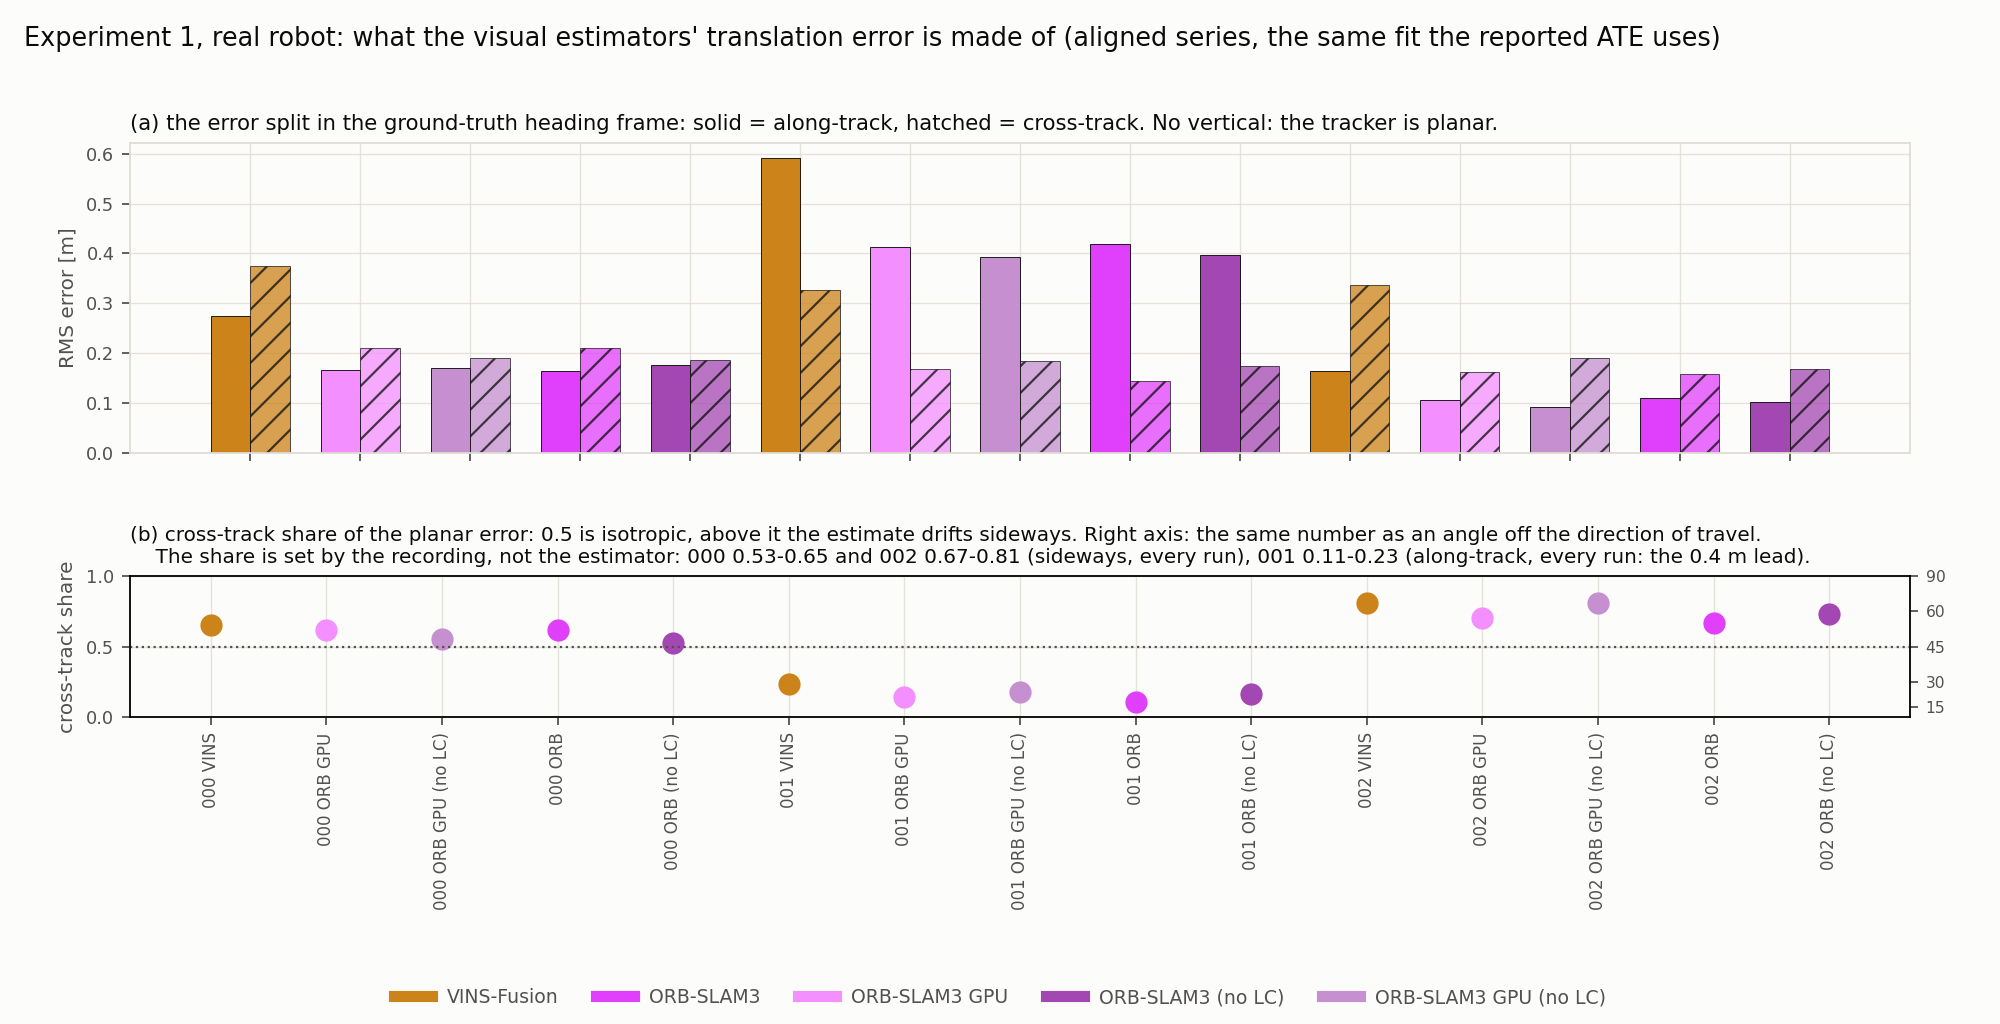 Experiment 1, real robot: what the visual estimators' translation error is made of (aligned series, the same fit the reported ATE uses)
(a) the error split in the ground-truth heading frame: solid = along-track, hatched = cross-track. No vertical: the tracker is planar.
RMS error [m]
0.6
0.5
0.4
0.3
0.2
0.1
0.0
(b) cross-track share of the planar error: 0.5 is isotropic, above it the estimate drifts sideways. Right axis: the same number as an angle off the direction of travel.
The share is set by the recording, not the estimator: 000 0.53-0.65 and 002 0.67-0.81 (sideways, every run), 001 0.11-0.23 (along-track, every run: the 0.4 m lead).
cross-track share
1.0
0.5
0.0
90
60
45
30
15
000 VINS
000 ORB GPU
000 ORB GPU (no LC)
000 ORB
000 ORB (no LC)
001 VINS
001 ORB GPU
001 ORB GPU (no LC)
001 ORB
001 ORB (no LC)
002 VINS
002 ORB GPU
002 ORB GPU (no LC)
002 ORB
002 ORB (no LC)
VINS-Fusion
ORB-SLAM3
ORB-SLAM3 GPU
ORB-SLAM3 (no LC)
ORB-SLAM3 GPU (no LC)